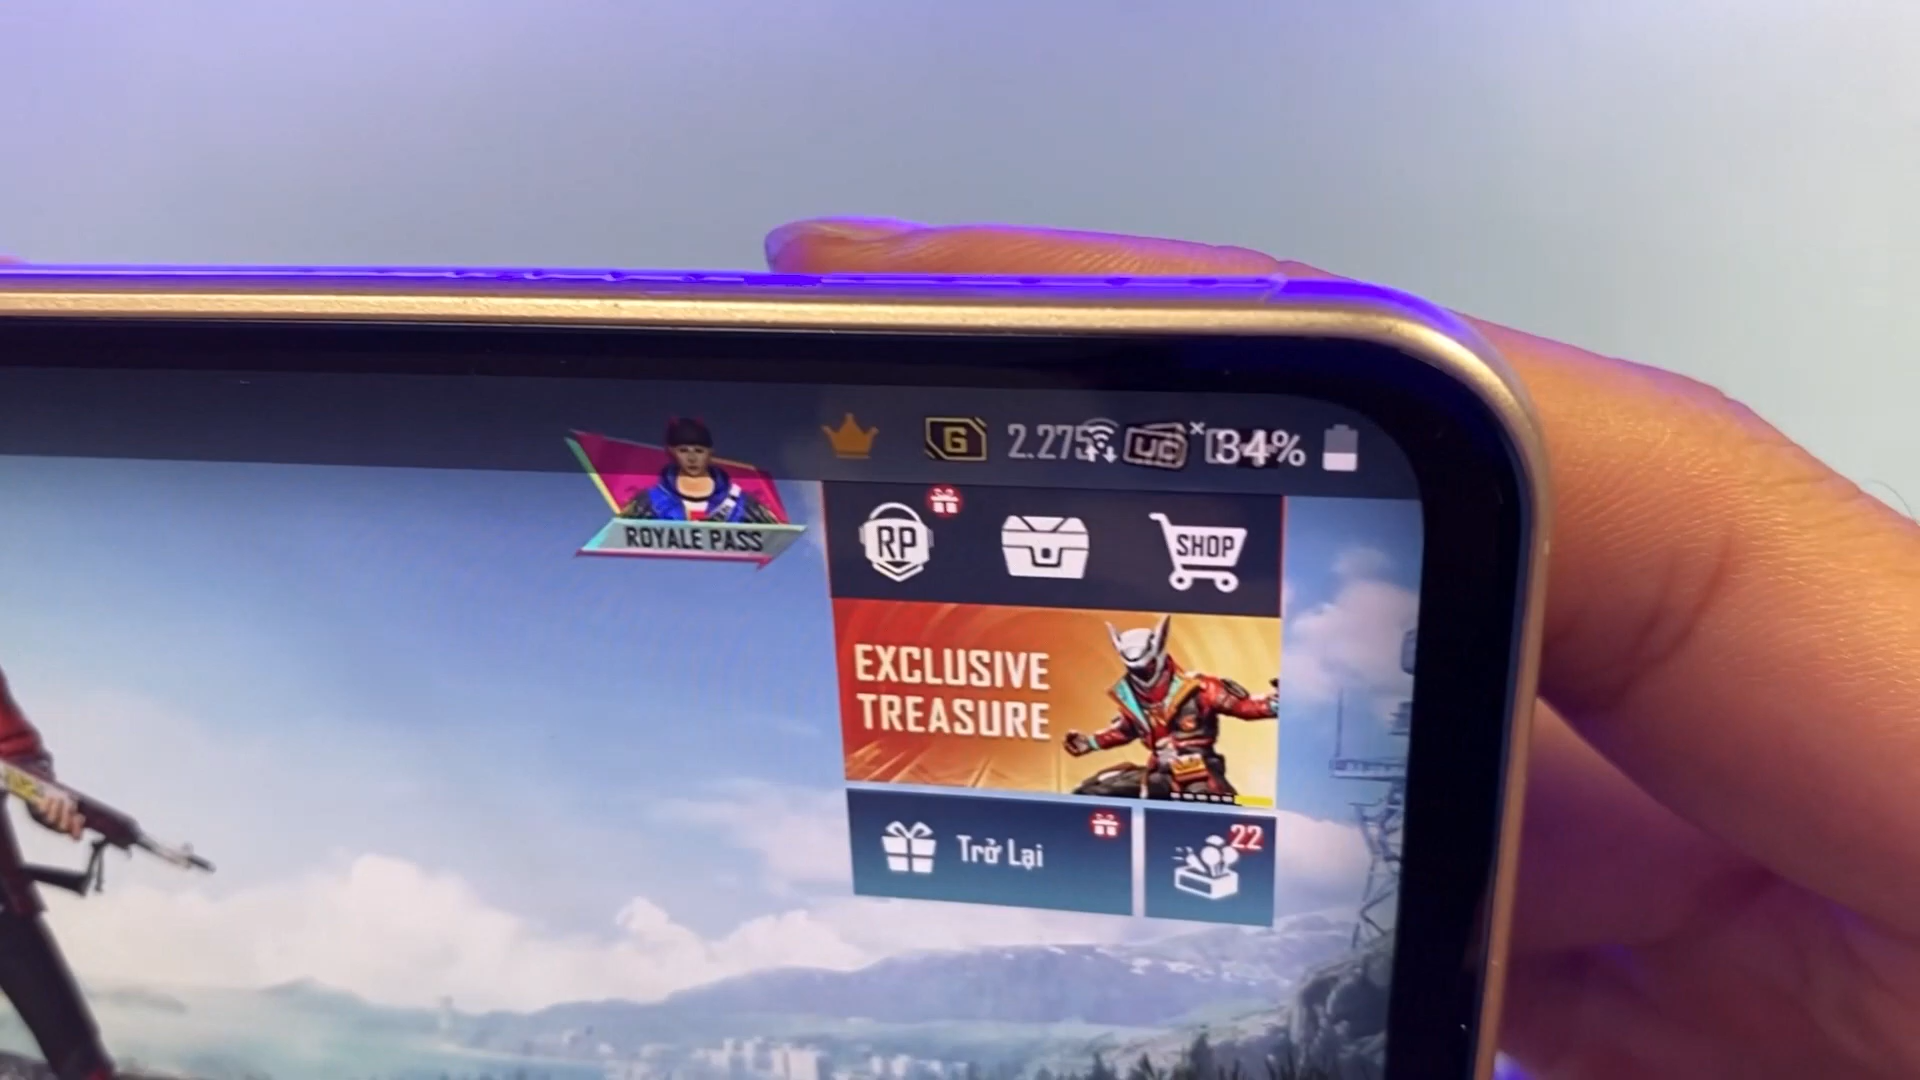 G 2.275 UC 34%
ROYALE PASS
RP
SHOP
EXCLUSIVE
TREASURE
Trở Lại
22